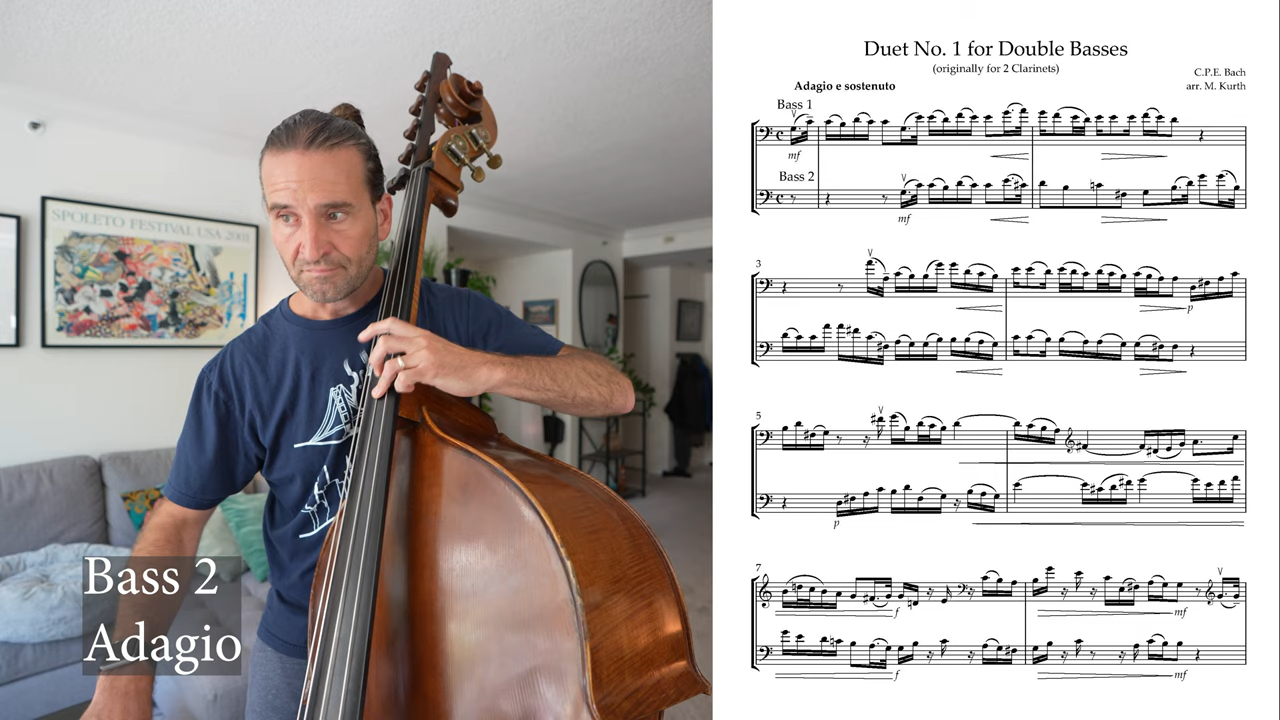 SPOLETO FESTIVAL USA 2003
Bass 2
Adagio
Duet No. 1 for Double Basses
(originally for 2 Clarinets)
C.P.E. Bach
arr. M. Kurth
Adagio e sostenuto
Bass 1
mf
Bass 2
mf
3
p
5
p
7
f
mf
f
mf